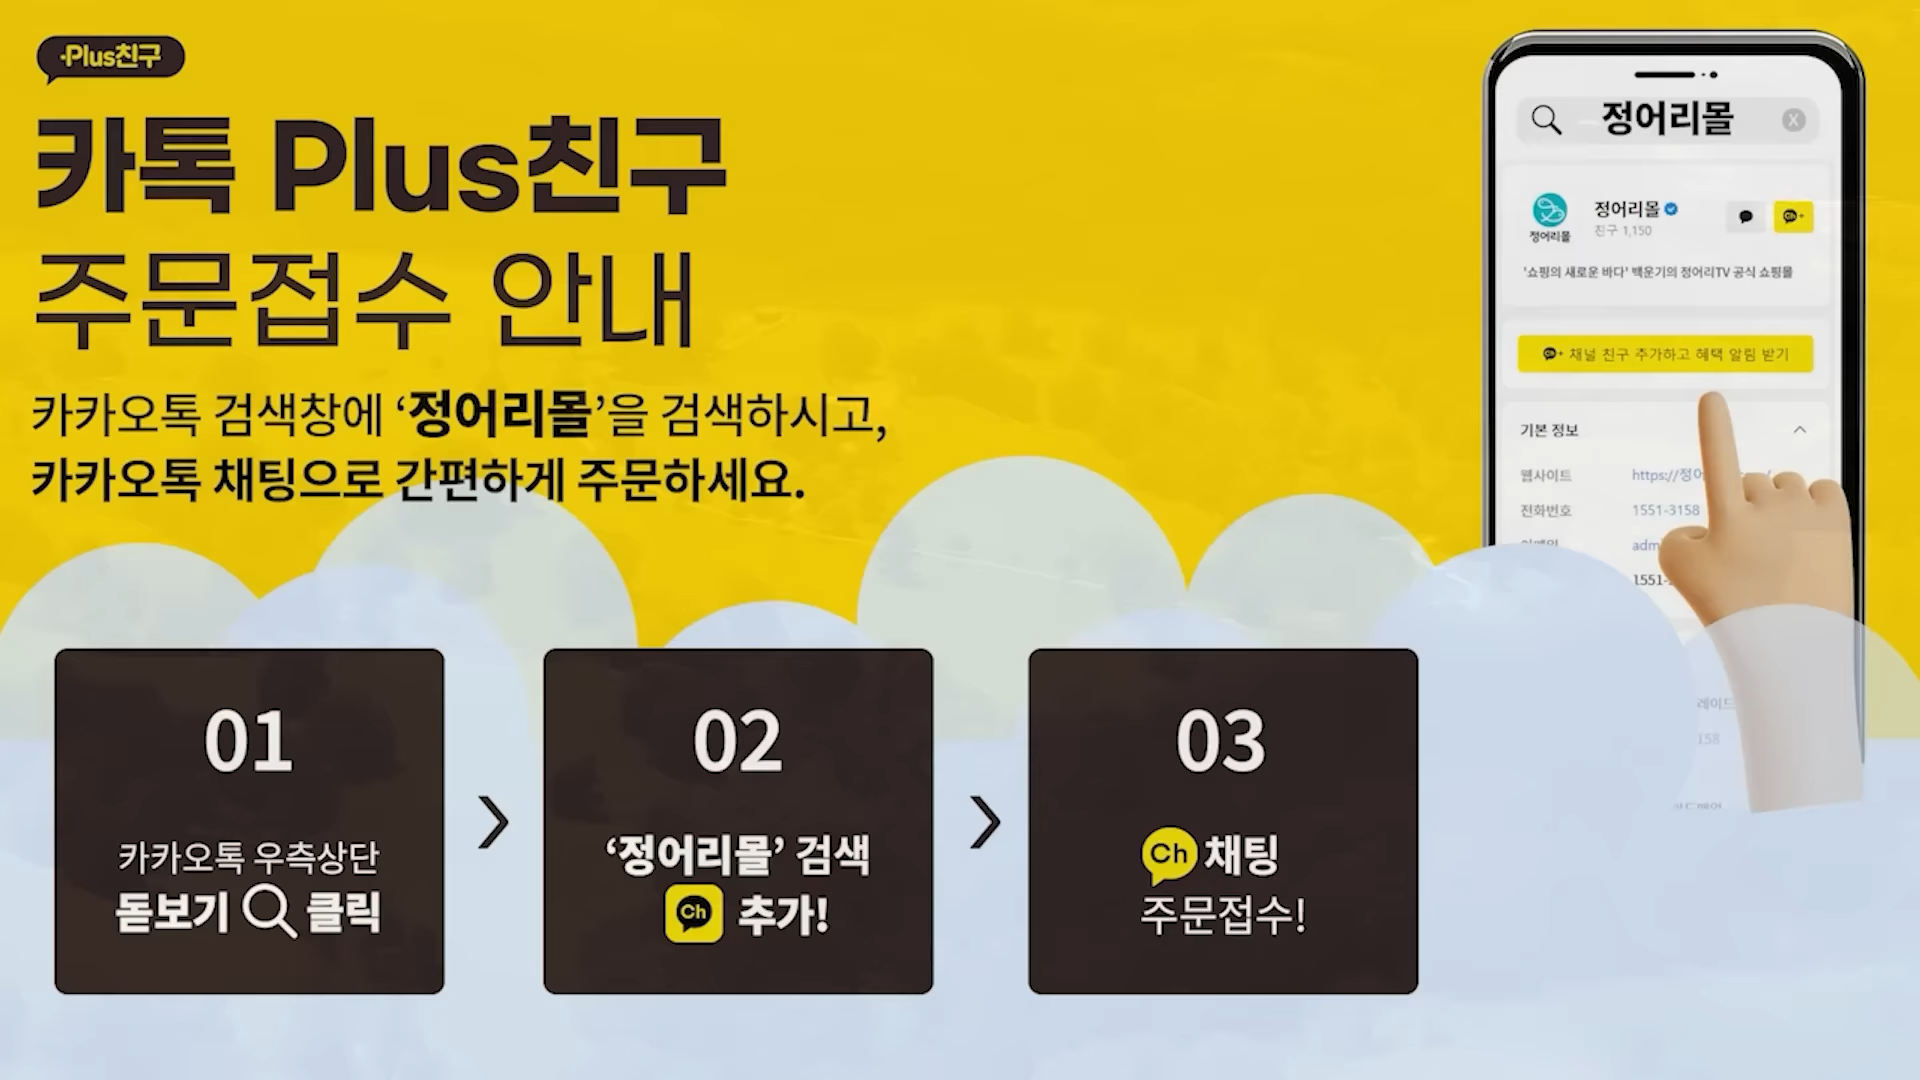 ·Plus친구
카톡 Plus친구
주문접수 안내
카카오톡 검색창에 ‘정어리몰’을 검색하시고,
카카오톡 채팅으로 간편하게 주문하세요.
01
카카오톡 우측상단
돋보기 클릭
02
‘정어리몰’ 검색
Ch 추가!
03
Ch 채팅
주문접수!
정어리몰 X
정어리몰
정어리몰
친구 1,150
Ch+
'쇼핑의 새로운 바다' 백운기의 정어리TV 공식 쇼핑몰
Ch+ 채널 친구 추가하고 혜택 알림 받기
기본 정보
웹사이트 https://정어
전화번호 1551-3158
adm
1551-
158